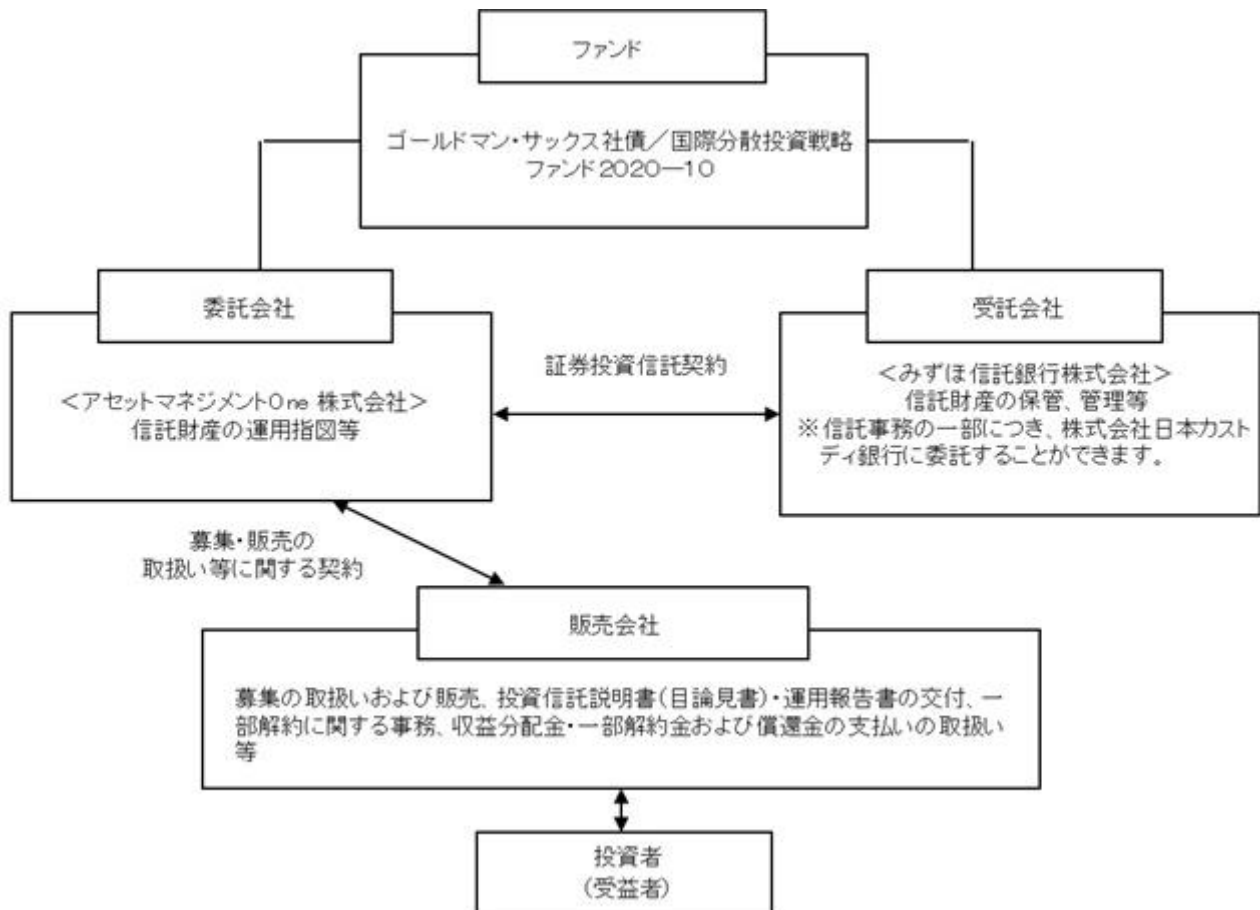 ファンド
ゴールドマン・サックス社債／国際分散投資戦略
ファンド2020―10
委託会社
＜アセットマネジメントOne 株式会社＞
信託財産の運用指図等
証券投資信託契約
受託会社
＜みずほ信託銀行株式会社＞
信託財産の保管、管理等
※信託事務の一部につき、株式会社日本カスト
ディ銀行に委託することができます。
募集・販売の
取扱い等に関する契約
販売会社
募集の取扱いおよび販売、投資信託説明書(目論見書)・運用報告書の交付、一
部解約に関する事務、収益分配金・一部解約金および償還金の支払いの取扱い
等
投資者
（受益者）